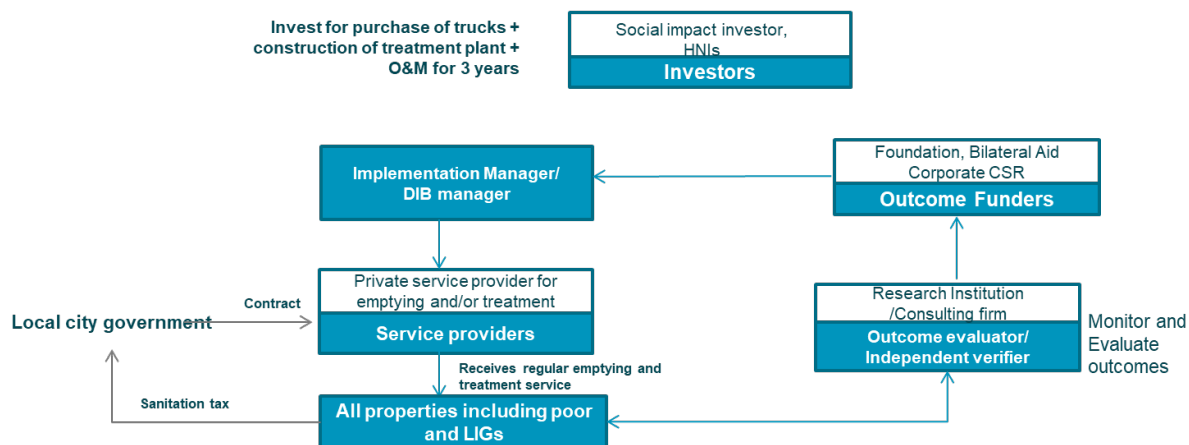 Invest for purchase of trucks +
construction of treatment plant +
O&M for 3 years
Social impact investor,
HNIs
Investors
Implementation Manager/
DIB manager
Foundation, Bilateral Aid
Corporate CSR
Outcome Funders
Private service provider for
emptying and/or treatment
Service providers
Contract
Local city government
Research Institution
/Consulting firm
Outcome evaluator/
Independent verifier
Monitor and
Evaluate
outcomes
Receives regular emptying and
treatment service
Sanitation tax
All properties including poor
and LIGs